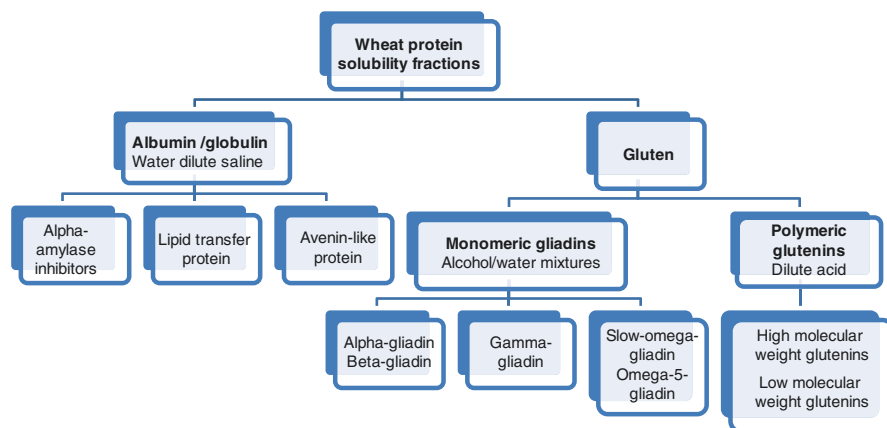 Wheat protein
solubility fractions
Albumin /globulin
Water dilute saline
Gluten
Alpha-
amylase
inhibitors
Lipid transfer
protein
Avenin-like
protein
Monomeric gliadins
Alcohol/water mixtures
Polymeric
glutenins
Dilute acid
Alpha-gliadin
Beta-gliadin
Gamma-
gliadin
Slow-omega-
gliadin
Omega-5-
gliadin
High molecular
weight glutenins
Low molecular
weight glutenins